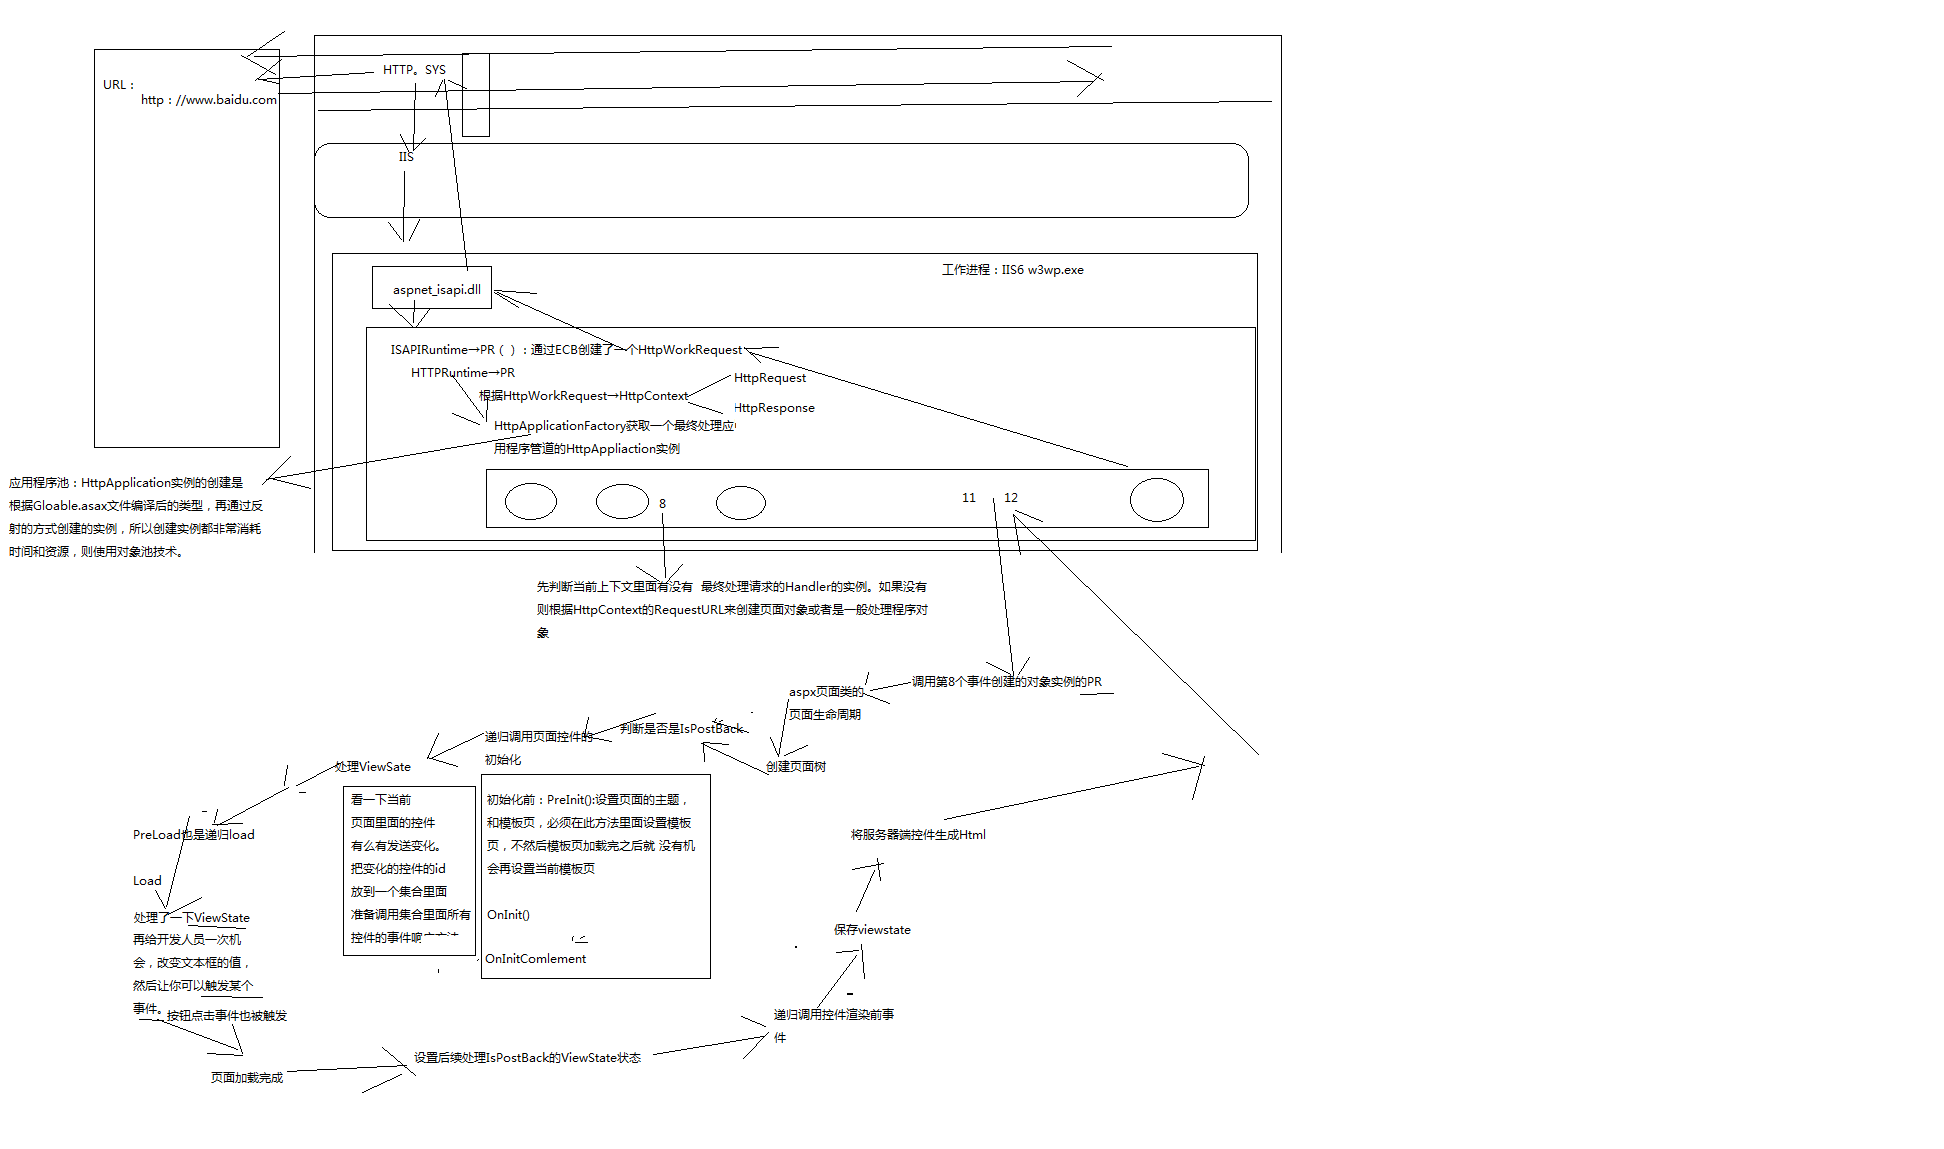 HTTP。SYS
URL：
http：//www.baidu.com
IIS
工作进程：IIS6 w3wp.exe
aspnet_isapi.dll
ISAPIRuntime→PR（）：通过ECB创建了一个HttpWorkRequest
HTTPRuntime→PR
HttpRequest
根据HttpWorkRequest→HttpContext
HttpResponse
HttpApplicationFactory获取一个最终处理应
用程序管道的HttpAppliaction实例
应用程序池：HttpApplication实例的创建是
根据Gloable.asax文件编译后的类型，再通过反
射的方式创建的实例，所以创建实例都非常消耗
时间和资源，则使用对象池技术。
8
11
12
先判断当前上下文里面有没有 最终处理请求的Handler的实例。如果没有
则根据HttpContext的RequestURL来创建页面对象或者是一般处理程序对
象
调用第8个事件创建的对象实例的PR
aspx页面类的
页面生命周期
创建页面树
判断是否是IsPostBack
递归调用页面控件的
初始化
初始化前：PreInit():设置页面的主题，
和模板页，必须在此方法里面设置模板
页，不然后模板页加载完之后就 没有机
会再设置当前模板页
OnInit()
OnInitComlement
处理ViewSate
看一下当前
页面里面的控件
有么有发送变化。
把变化的控件的id
放到一个集合里面
准备调用集合里面所有
控件的事件响应方法
PreLoad也是递归load
Load
处理了一下ViewState
再给开发人员一次机
会，改变文本框的值，
然后让你可以触发某个
事件。
按钮点击事件也被触发
页面加载完成
设置后续处理IsPostBack的ViewState状态
递归调用控件渲染前事
件
保存viewstate
将服务器端控件生成Html